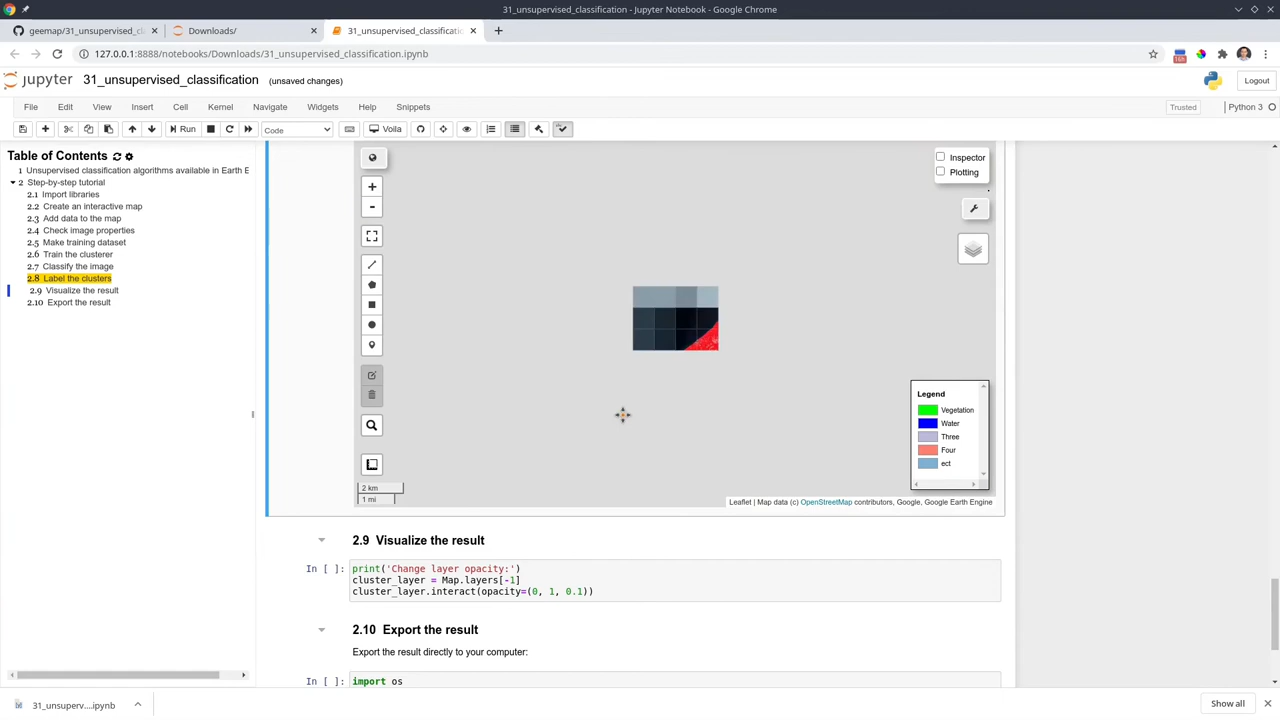 31_unsupervised_classification - Jupyter Notebook - Google Chrome
geemap/31_unsupervised_cl
Downloads/
31_unsupervised_classification
127.0.0.1:8888/notebooks/Downloads/31_unsupervised_classification.ipynb
jupyter 31_unsupervised_classification (unsaved changes)
Logout
File Edit View Insert Cell Kernel Navigate Widgets Help Snippets
Trusted
Python 3
Run
Code
Voila
Table of Contents
1 Unsupervised classification algorithms available in Earth E
2 Step-by-step tutorial
2.1 Import libraries
2.2 Create an interactive map
2.3 Add data to the map
2.4 Check image properties
2.5 Make training dataset
2.6 Train the clusterer
2.7 Classify the image
2.8 Label the clusters
2.9 Visualize the result
2.10 Export the result
+
-
Inspector
Plotting
Legend
Vegetation
Water
Three
Four
ect
2 km
1 mi
Leaflet | Map data (c) OpenStreetMap contributors, Google, Google Earth Engine
2.9 Visualize the result
In [ ]: print('Change layer opacity:')
cluster_layer = Map.layers[-1]
cluster_layer.interact(opacity=(0, 1, 0.1))
2.10 Export the result
Export the result directly to your computer:
In [ ]: import os
31_unsuperv....ipynb
Show all